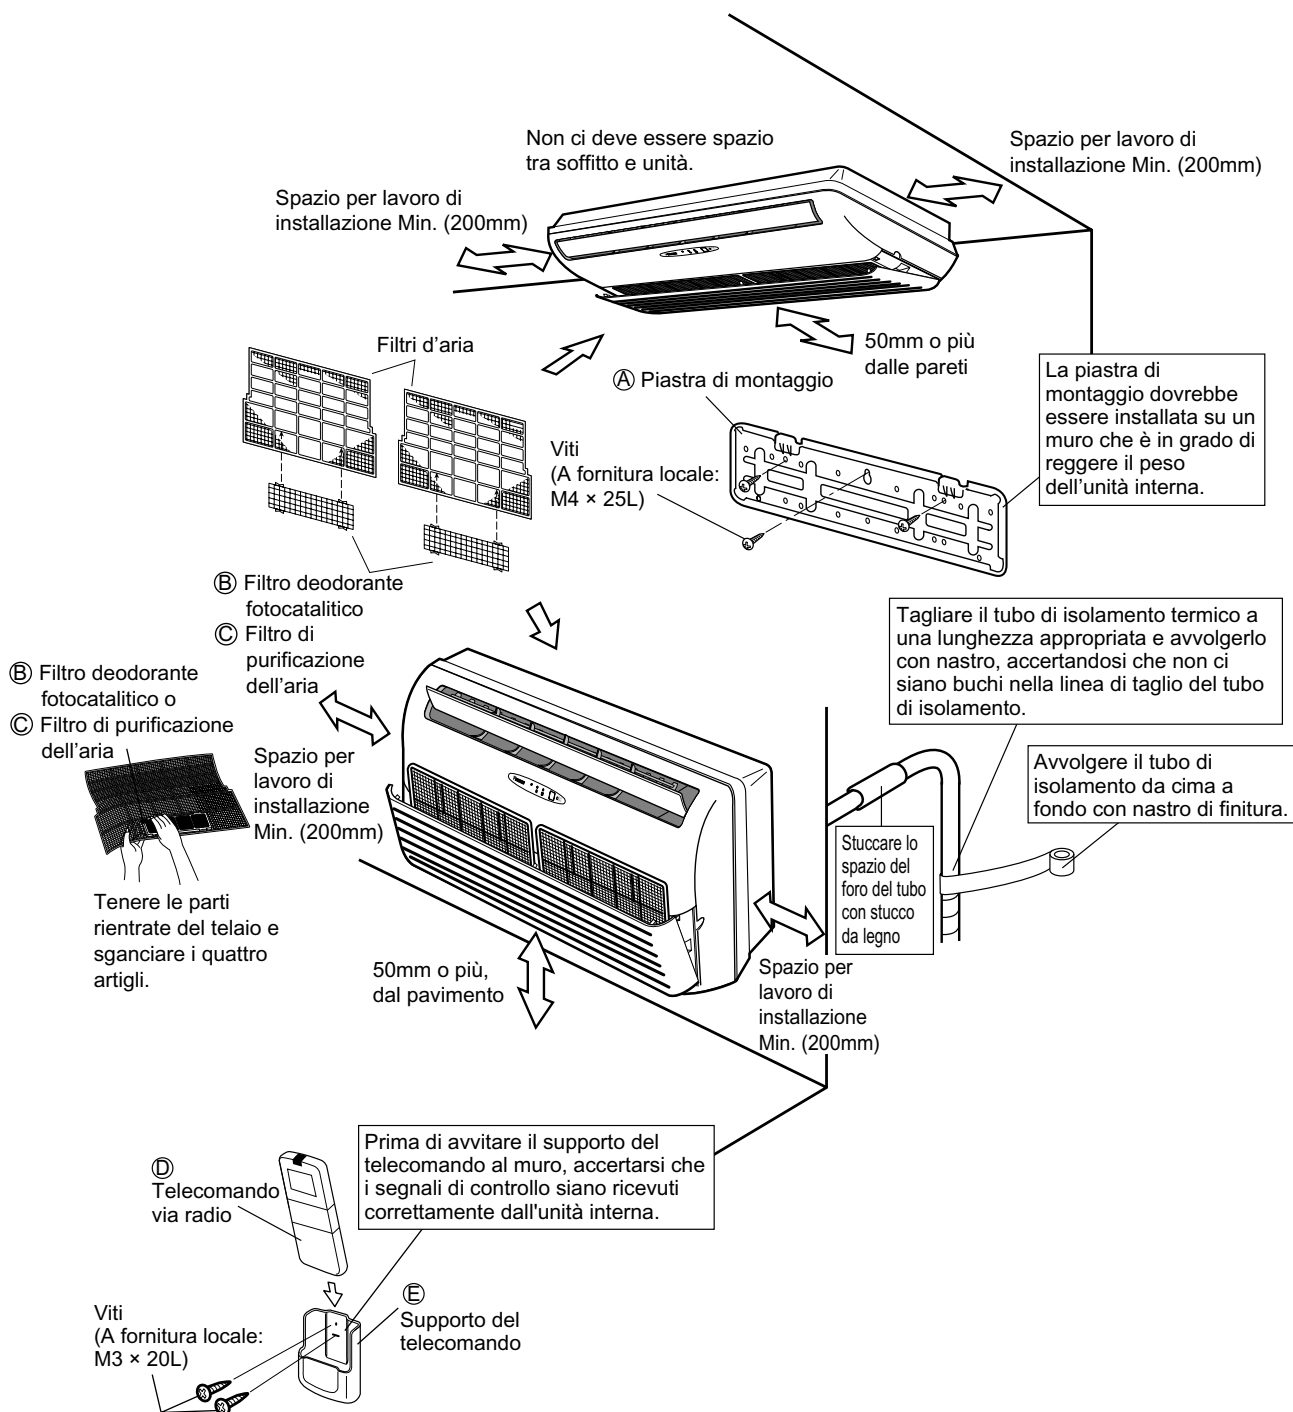 Non ci deve essere spazio
tra soffitto e unità.
Spazio per lavoro di
installazione Min. (200mm)
Spazio per lavoro di
installazione Min. (200mm)
50mm o più
dalle pareti
Filtri d’aria
Ⓐ Piastra di montaggio
La piastra di
montaggio dovrebbe
essere installata su un
muro che è in grado di
reggere il peso
dell’unità interna.
Viti
(A fornitura locale:
M4 × 25L)
Ⓑ Filtro deodorante
fotocatalitico
Ⓒ Filtro di
purificazione
dell’aria
Ⓑ Filtro deodorante
fotocatalitico o
Ⓒ Filtro di purificazione
dell’aria
Tenere le parti
rientrate del telaio e
sganciare i quattro
artigli.
Spazio per
lavoro di
installazione
Min. (200mm)
Tagliare il tubo di isolamento termico a
una lunghezza appropriata e avvolgerlo
con nastro, accertandosi che non ci
siano buchi nella linea di taglio del tubo
di isolamento.
Avvolgere il tubo di
isolamento da cima a
fondo con nastro di finitura.
Stuccare lo
spazio del
foro del tubo
con stucco
da legno
50mm o più,
dal pavimento
Spazio per
lavoro di
installazione
Min. (200mm)
Prima di avvitare il supporto del
telecomando al muro, accertarsi che
i segnali di controllo siano ricevuti
correttamente dall'unità interna.
Ⓓ
Telecomando
via radio
Ⓔ
Supporto del
telecomando
Viti
(A fornitura locale:
M3 × 20L)